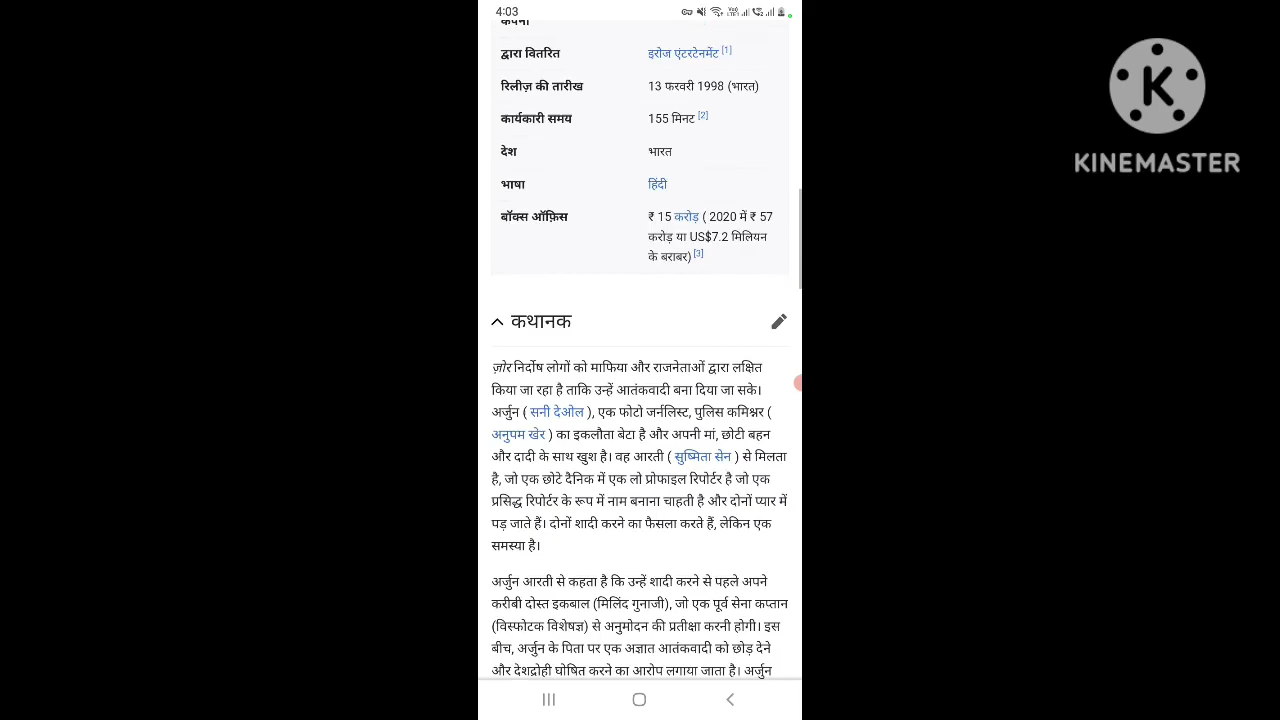 4:03
कंपनी
द्वारा वितरित इरोज एंटरटेनमेंट [1]
रिलीज़ की तारीख 13 फरवरी 1998 (भारत)
कार्यकारी समय 155 मिनट [2]
देश भारत
भाषा हिंदी
बॉक्स ऑफ़िस ₹ 15 करोड़ ( 2020 में ₹ 57
करोड़ या US$7.2 मिलियन
के बराबर) [3]
कथानक
ज़ोर निर्दोष लोगों को माफिया और राजनेताओं द्वारा लक्षित
किया जा रहा है ताकि उन्हें आतंकवादी बना दिया जा सके।
अर्जुन ( सनी देओल ), एक फोटो जर्नलिस्ट, पुलिस कमिश्नर (
अनुपम खेर ) का इकलौता बेटा है और अपनी मां, छोटी बहन
और दादी के साथ खुश है। वह आरती ( सुष्मिता सेन ) से मिलता
है, जो एक छोटे दैनिक में एक लो प्रोफाइल रिपोर्टर है जो एक
प्रसिद्ध रिपोर्टर के रूप में नाम बनाना चाहती है और दोनों प्यार में
पड़ जाते हैं। दोनों शादी करने का फैसला करते हैं, लेकिन एक
समस्या है।
अर्जुन आरती से कहता है कि उन्हें शादी करने से पहले अपने
करीबी दोस्त इकबाल (मिलिंद गुनाजी), जो एक पूर्व सेना कप्तान
(विस्फोटक विशेषज्ञ) से अनुमोदन की प्रतीक्षा करनी होगी। इस
बीच, अर्जुन के पिता पर एक अज्ञात आतंकवादी को छोड़ देने
और देशद्रोही घोषित करने का आरोप लगाया जाता है। अर्जुन
K
KINEMASTER